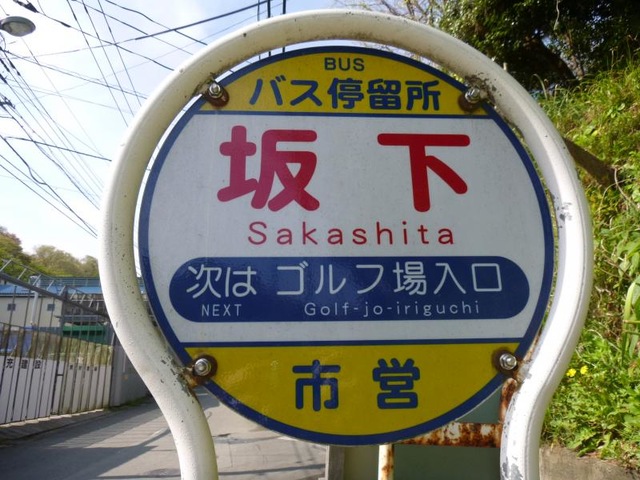 BUS
バス停留所
坂下
Sakashita
次は ゴルフ場入口
NEXT Golf-jo-iriguchi
市営